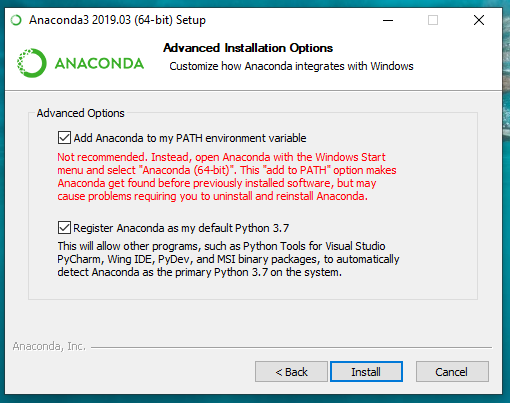 Anaconda3 2019.03 (64-bit) Setup
Advanced Installation Options
Customize how Anaconda integrates with Windows
ANACONDA
Advanced Options
Add Anaconda to my PATH environment variable
Not recommended. Instead, open Anaconda with the Windows Start
menu and select "Anaconda (64-bit)". This "add to PATH" option makes
Anaconda get found before previously installed software, but may
cause problems requiring you to uninstall and reinstall Anaconda.
Register Anaconda as my default Python 3.7
This will allow other programs, such as Python Tools for Visual Studio
PyCharm, Wing IDE, PyDev, and MSI binary packages, to automatically
detect Anaconda as the primary Python 3.7 on the system.
Anaconda, Inc.
< Back
Install
Cancel